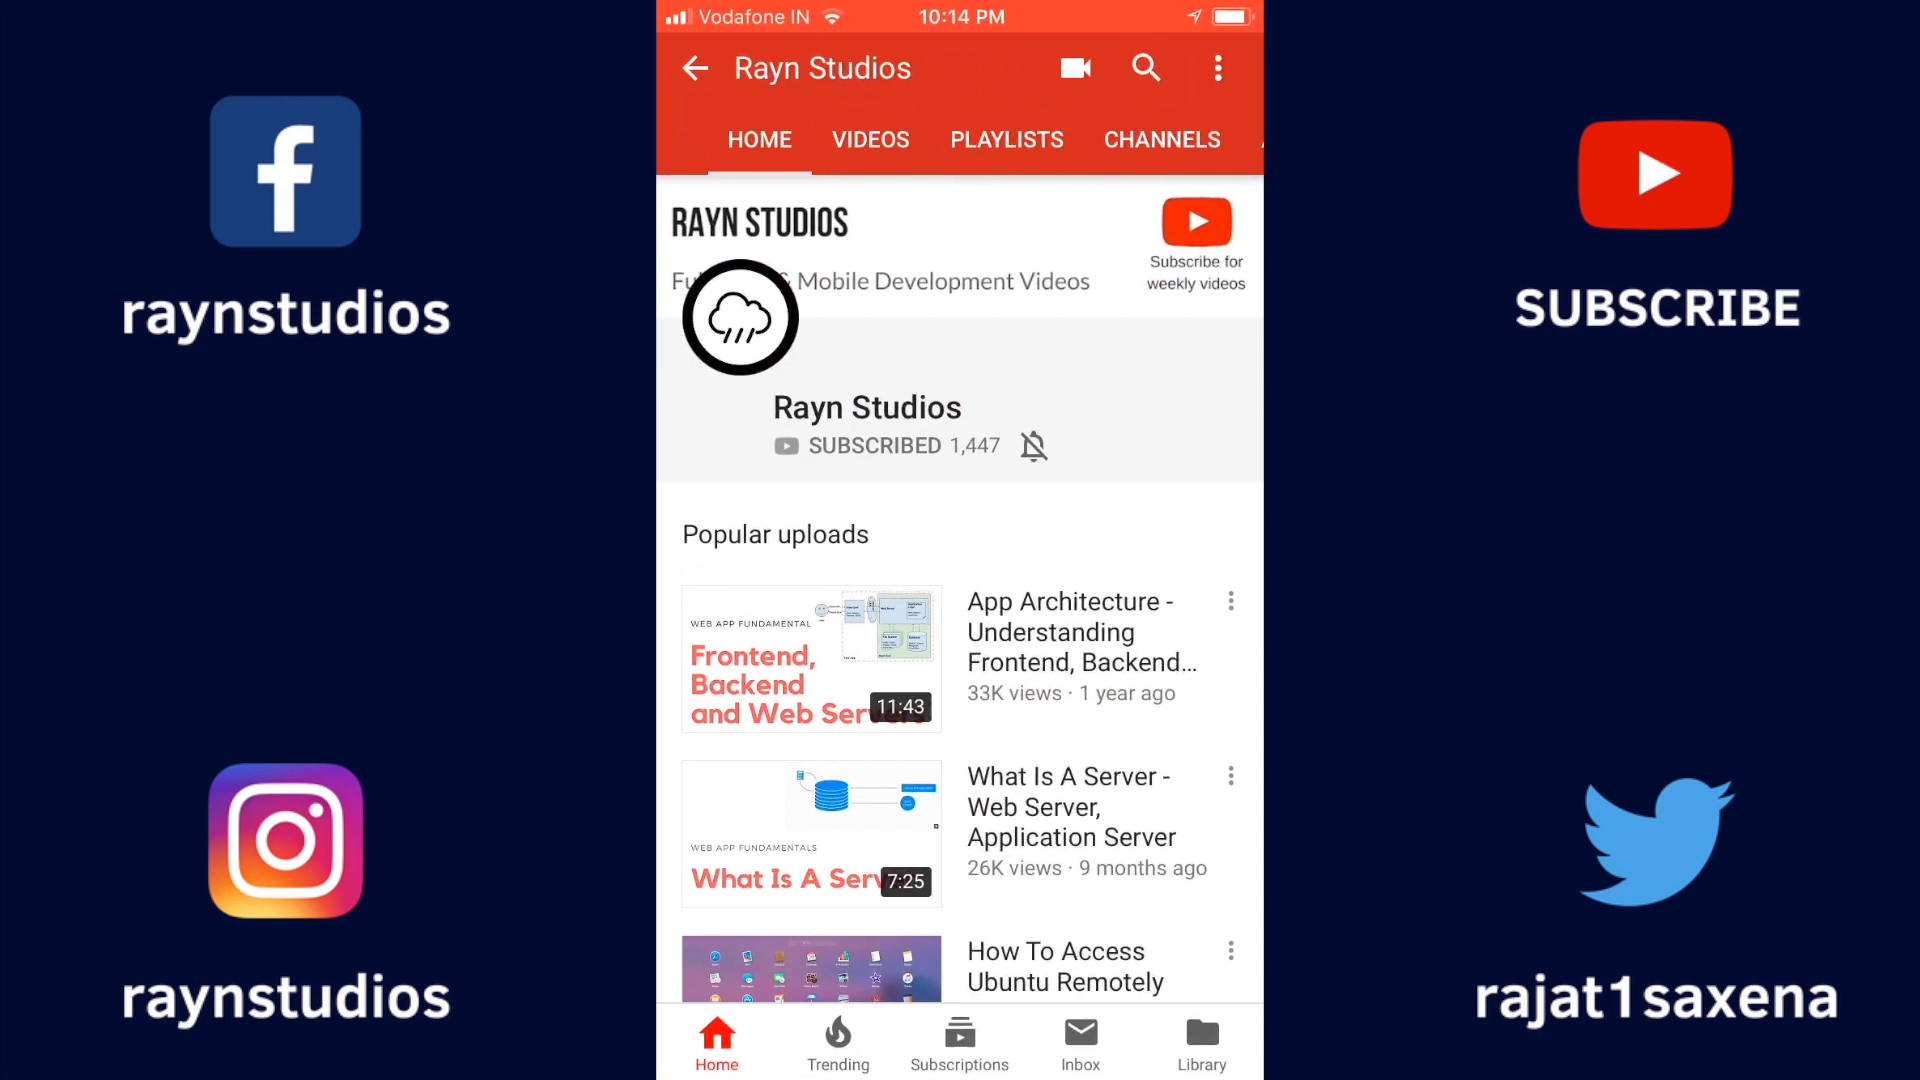 Vodafone IN
10:14 PM
Rayn Studios
HOME VIDEOS PLAYLISTS CHANNELS
raynstudios
SUBSCRIBE
RAYN STUDIOS
Mobile Development Videos
Subscribe for
weekly videos
Rayn Studios
SUBSCRIBED 1,447
Popular uploads
WEB APP FUNDAMENTAL
Frontend,
Backend
and Web Servers
11:43
App Architecture -
Understanding
Frontend, Backend...
33K views · 1 year ago
WEB APP FUNDAMENTALS
What Is A Serv
7:25
What Is A Server -
Web Server,
Application Server
26K views · 9 months ago
How To Access
Ubuntu Remotely
raynstudios
rajat1saxena
Home Trending Subscriptions Inbox Library